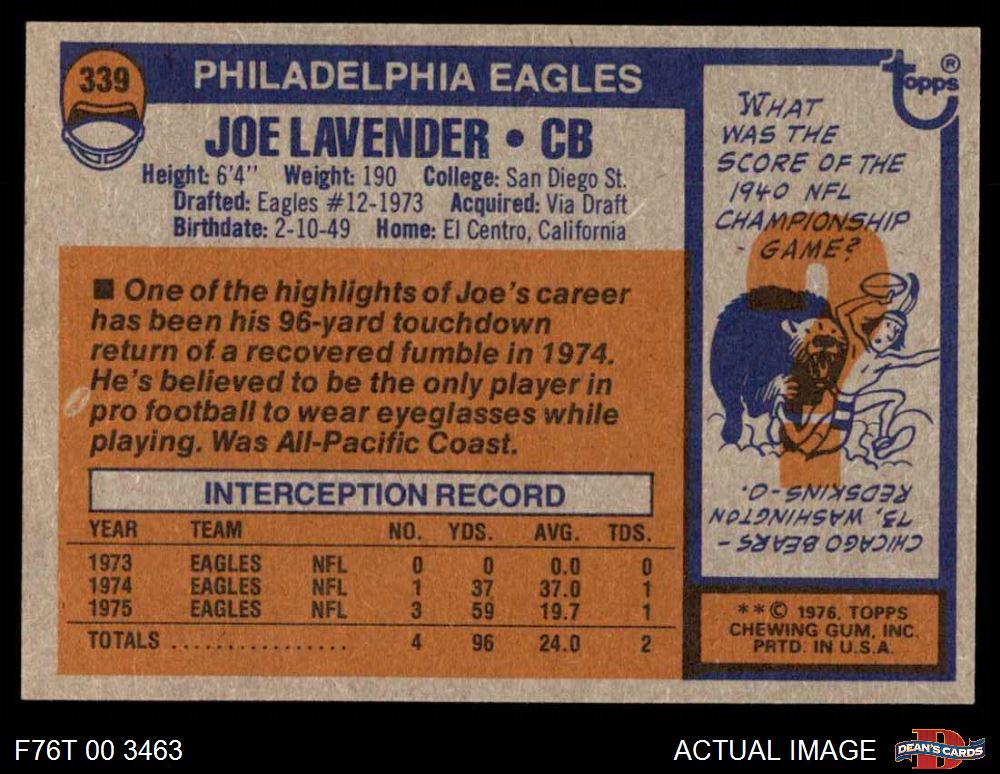 339
PHILADELPHIA EAGLES
JOE LAVENDER • CB
Height: 6'4" Weight: 190 College: San Diego St.
Drafted: Eagles #12-1973 Acquired: Via Draft
Birthdate: 2-10-49 Home: El Centro, California
■ One of the highlights of Joe's career
has been his 96-yard touchdown
return of a recovered fumble in 1974.
He's believed to be the only player in
pro football to wear eyeglasses while
playing. Was All-Pacific Coast.
INTERCEPTION RECORD
YEAR TEAM NO. YDS. AVG. TDS.
1973 EAGLES NFL 0 0 0.0 0
1974 EAGLES NFL 1 37 37.0 1
1975 EAGLES NFL 3 59 19.7 1
TOTALS ................ 4 96 24.0 2
topps ®
WHAT
WAS THE
SCORE OF THE
1940 NFL
CHAMPIONSHIP
- GAME?
CHICAGO BEARS -
73, WASHINGTON
REDSKINS - 0.
**© 1976, TOPPS
CHEWING GUM, INC.
PRTD. IN U.S.A.
F76T 00 3463
ACTUAL IMAGE
D
DEAN'S CARDS